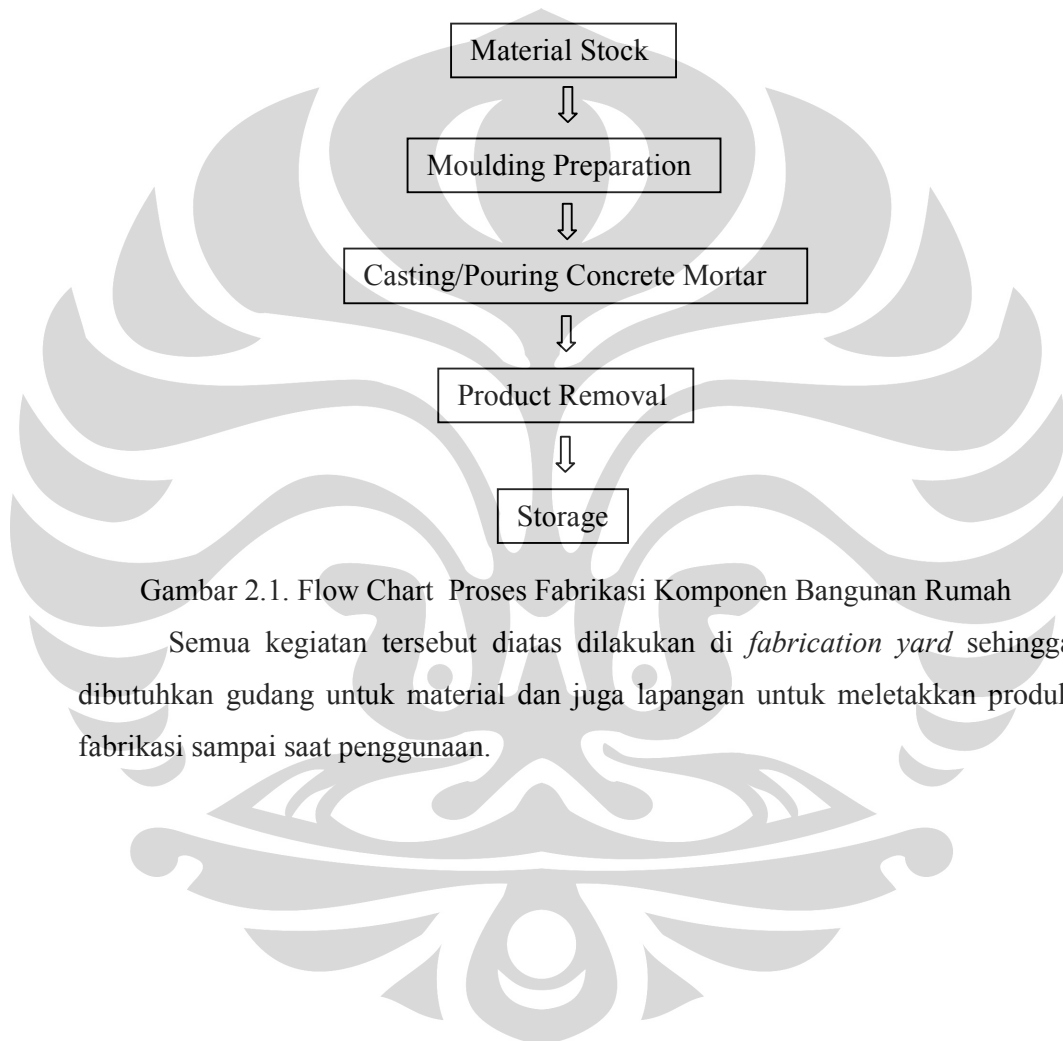 Material Stock
Moulding Preparation
Casting/Pouring Concrete Mortar
Product Removal
Storage
Gambar 2.1. Flow Chart Proses Fabrikasi Komponen Bangunan Rumah
Semua kegiatan tersebut diatas dilakukan di fabrication yard sehingga
dibutuhkan gudang untuk material dan juga lapangan untuk meletakkan produk
fabrikasi sampai saat penggunaan.